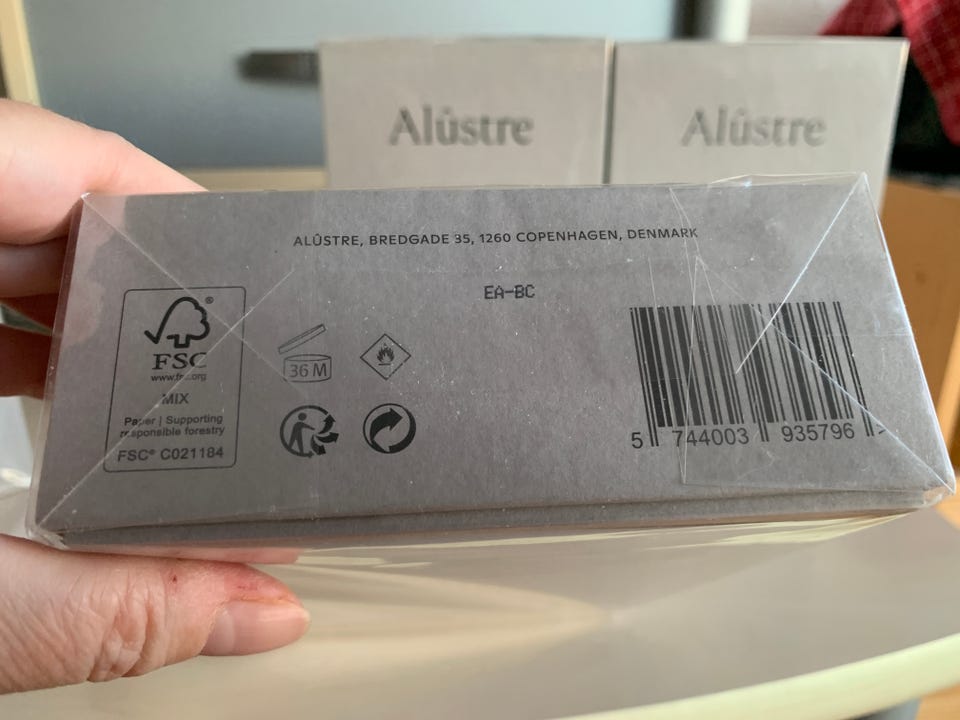 Alûstre
Alûstre
ALÛSTRE, BREDGADE 35, 1260 COPENHAGEN, DENMARK
EA-BC
FSC®
www.fsc.org
MIX
Paper | Supporting
responsible forestry
FSC® C021184
36 M
5 744003 935796 >